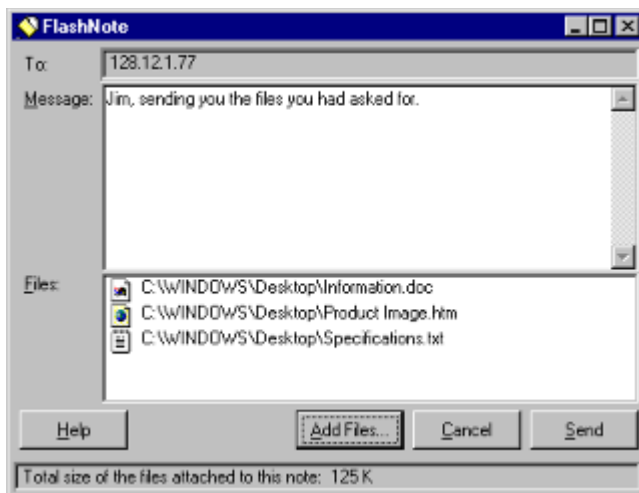 FlashNote
To: 128.12.1.77
Message: Jim, sending you the files you had asked for.
Files: C:\WINDOWS\Desktop\Information.doc
C:\WINDOWS\Desktop\Product Image.htm
C:\WINDOWS\Desktop\Specifications.txt
Help Add Files... Cancel Send
Total size of the files attached to this note: 125 K